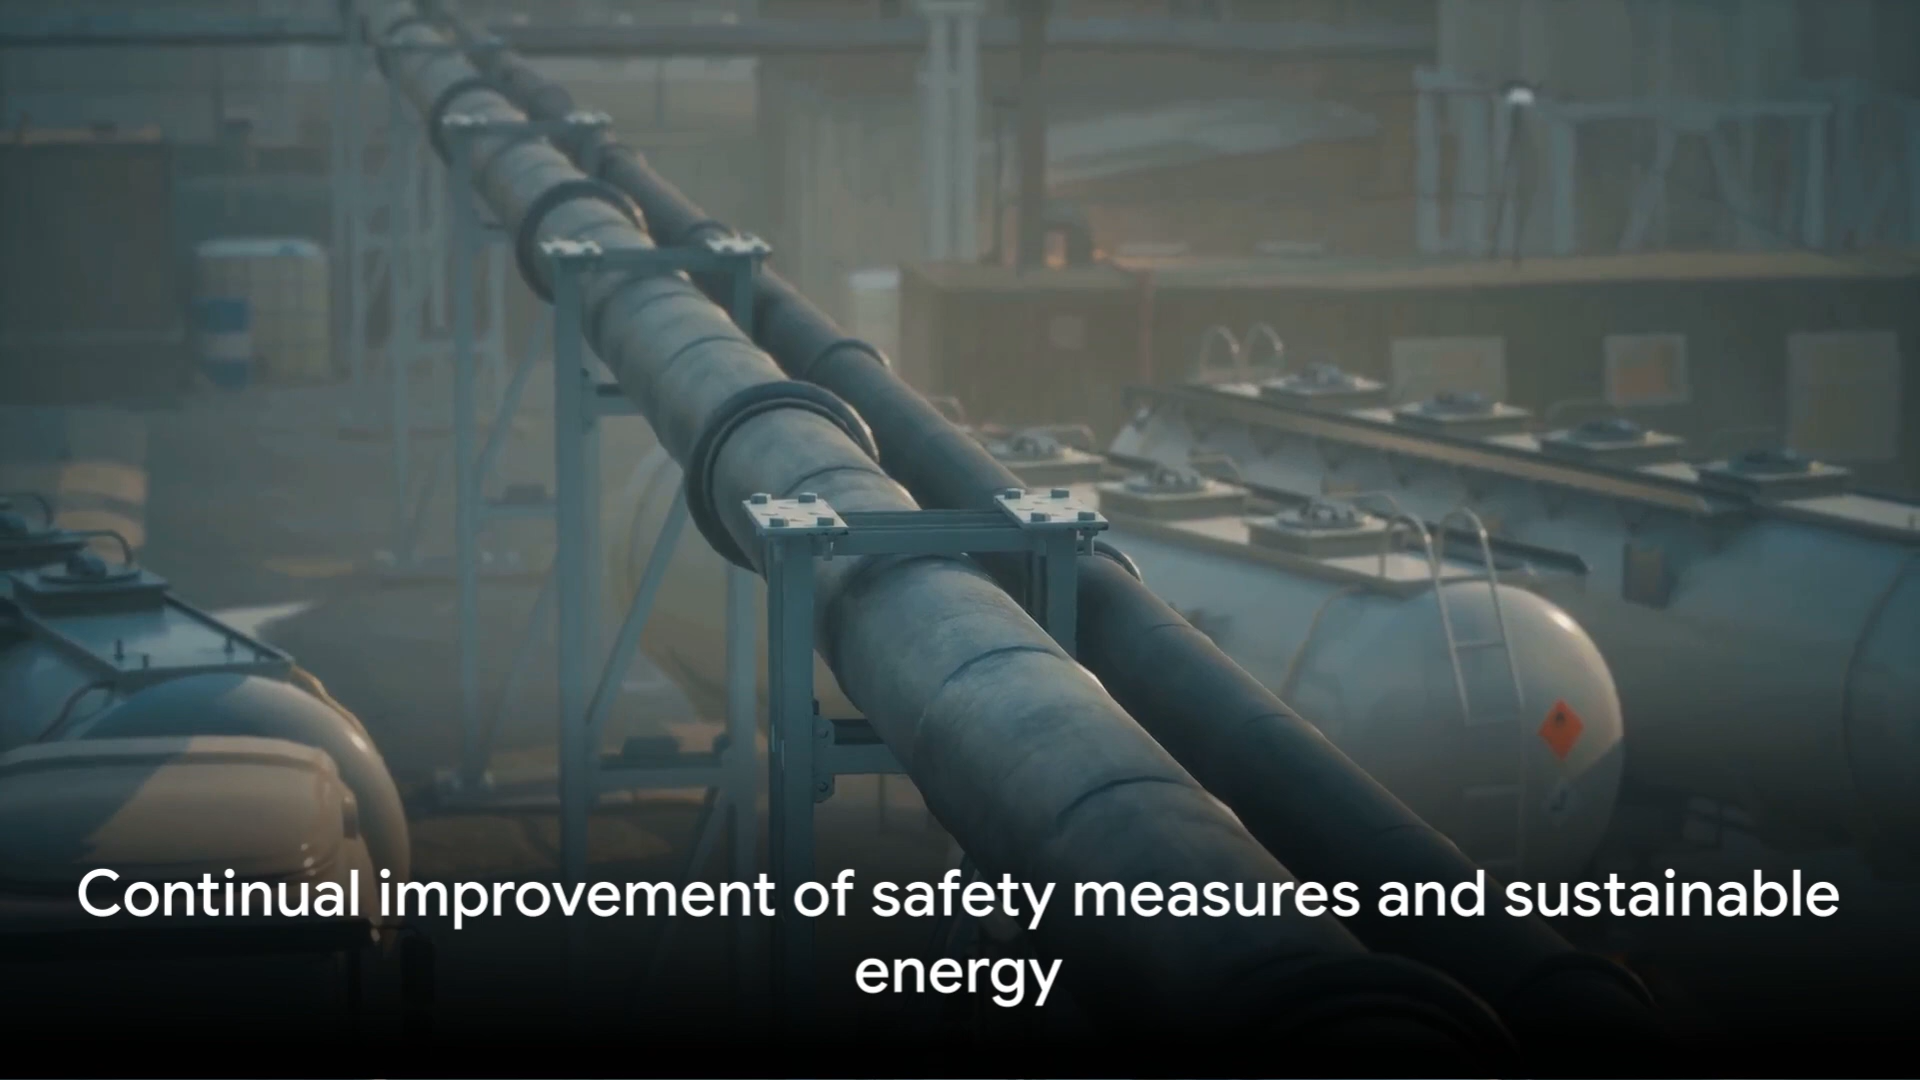 Continual improvement of safety measures and sustainable
energy